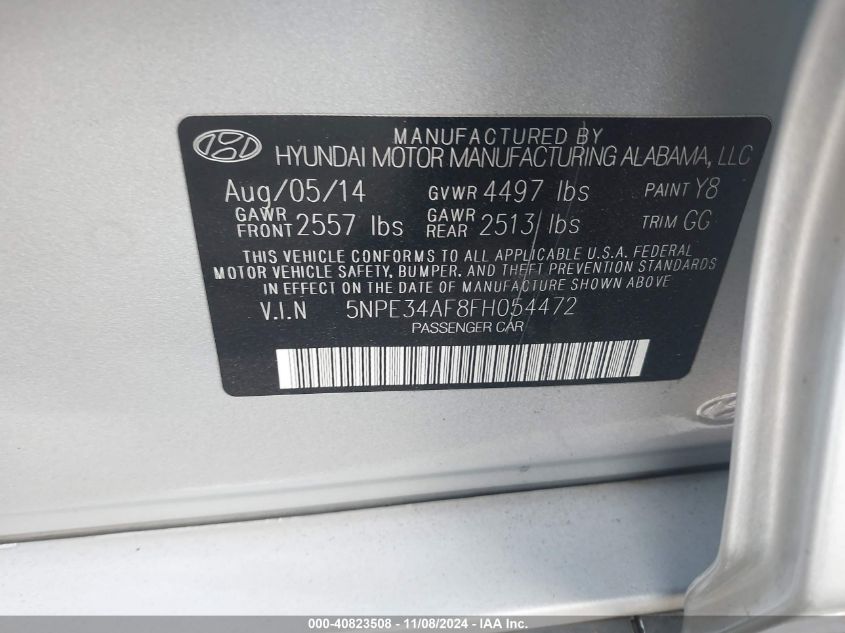 MANUFACTURED BY
HYUNDAI MOTOR MANUFACTURING ALABAMA, LLC
Aug/05/14 GVWR 4497 lbs PAINT Y8
GAWR FRONT 2557 lbs GAWR REAR 2513 lbs TRIM GG
THIS VEHICLE CONFORMS TO ALL APPLICABLE U.S.A. FEDERAL
MOTOR VEHICLE SAFETY, BUMPER, AND THEFT PREVENTION STANDARDS
IN EFFECT ON THE DATE OF MANUFACTURE SHOWN ABOVE
V.I.N 5NPE34AF8FH054472
PASSENGER CAR
000-40823508 - 11/08/2024 - IAA Inc.